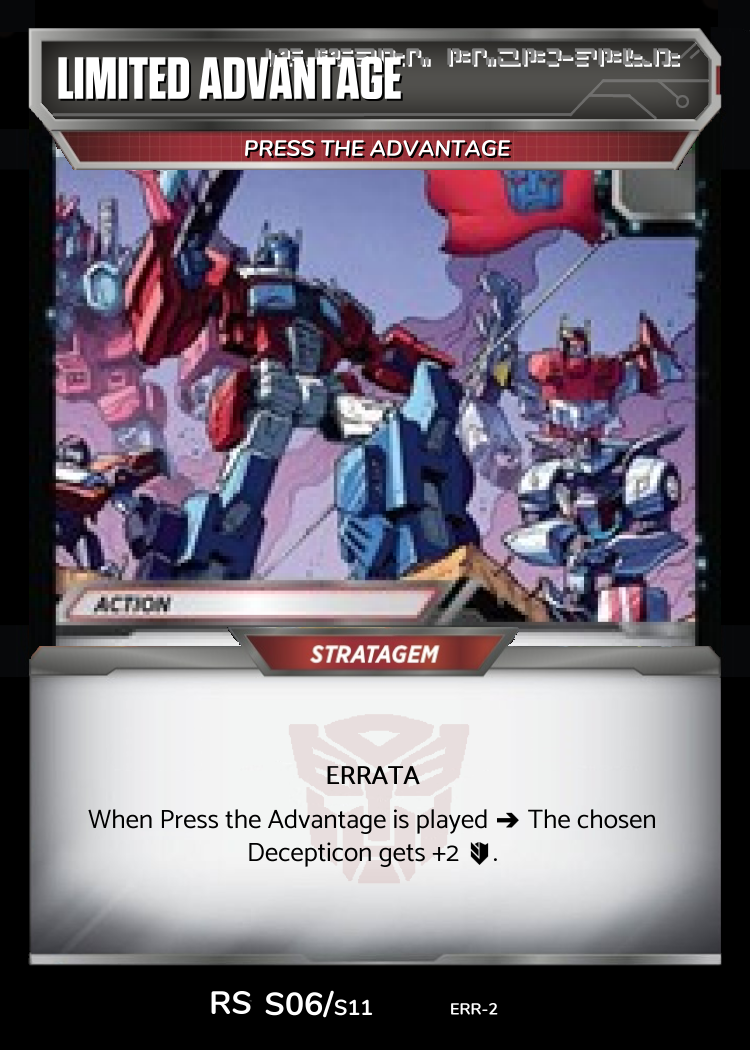 LIMITED ADVANTAGE
PRESS THE ADVANTAGE
ACTION
STRATAGEM
ERRATA
When Press the Advantage is played ➔ The chosen
Decepticon gets +2 .
RS S06/S11 ERR-2